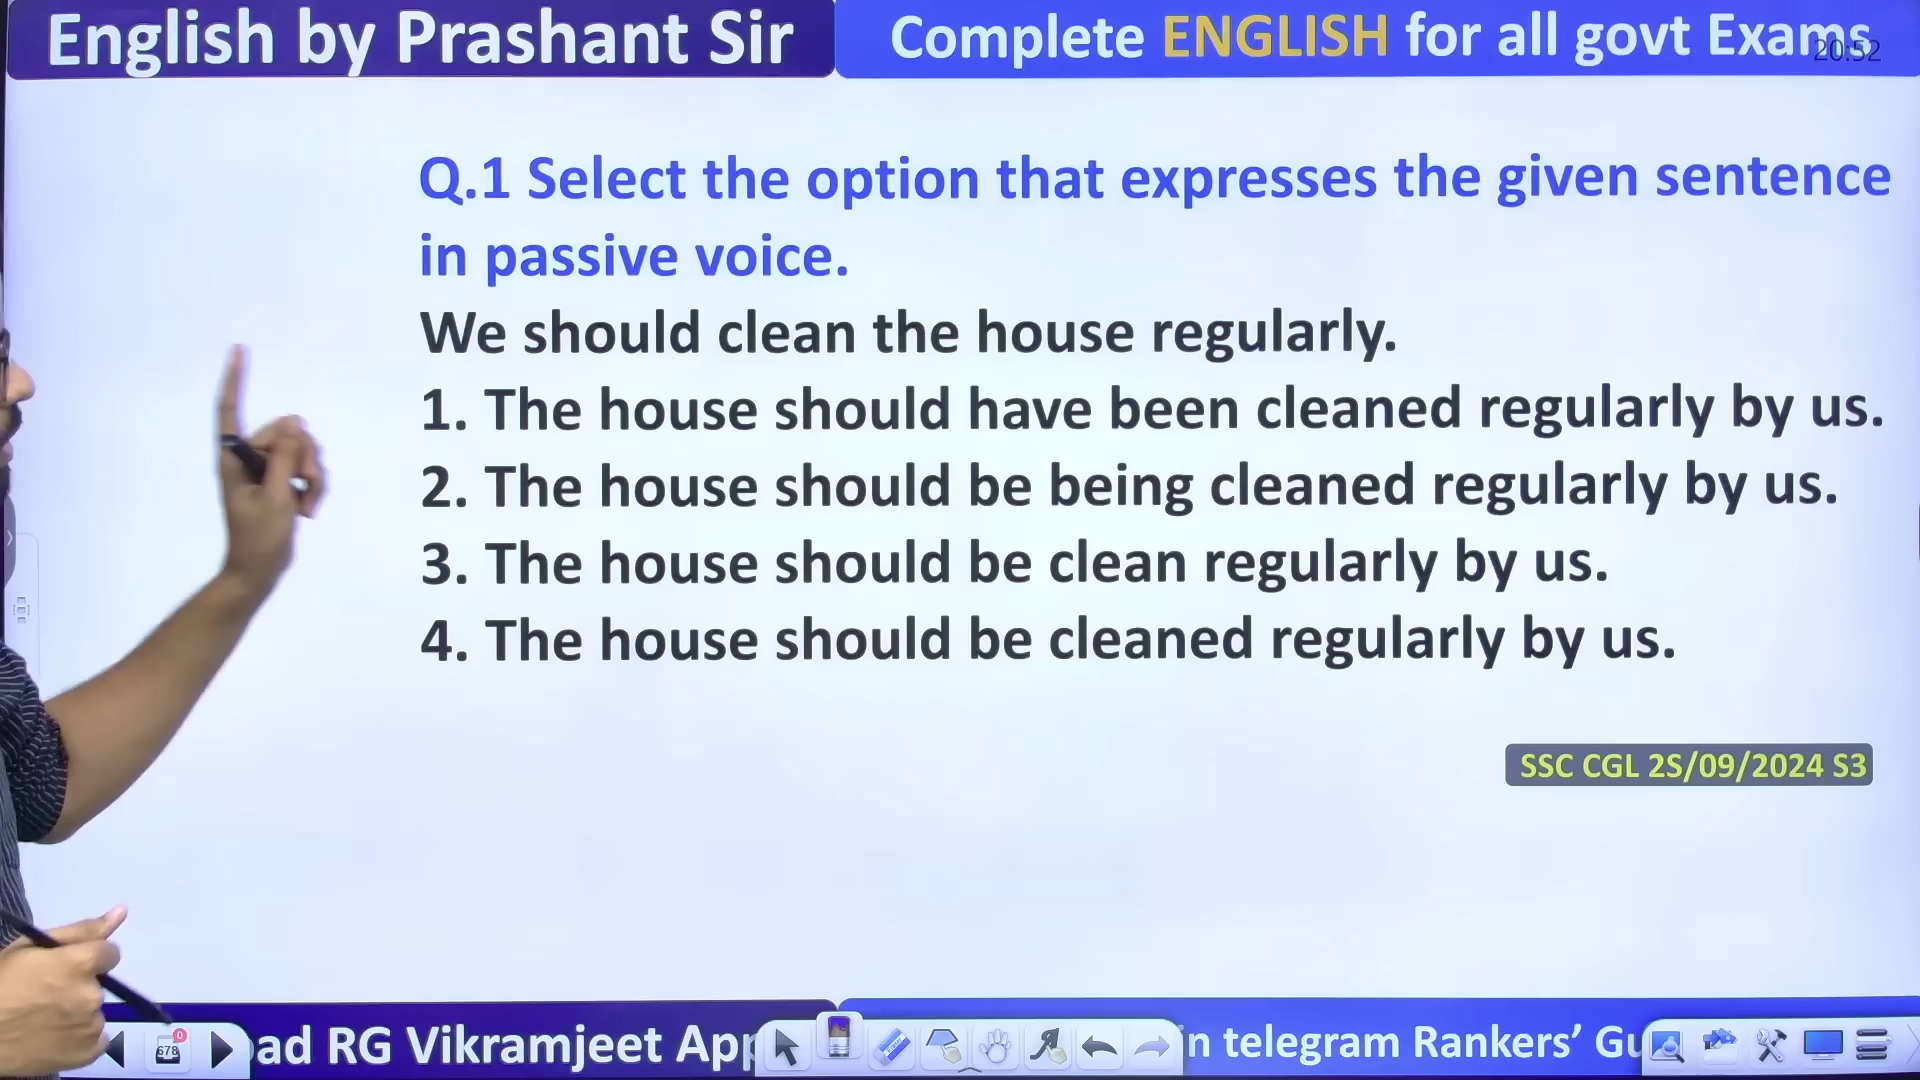 English by Prashant Sir
Complete ENGLISH for all govt Exams
20:52
Q.1 Select the option that expresses the given sentence
in passive voice.
We should clean the house regularly.
1. The house should have been cleaned regularly by us.
2. The house should be being cleaned regularly by us.
3. The house should be clean regularly by us.
4. The house should be cleaned regularly by us.
SSC CGL 2S/09/2024 S3
RG Vikramjeet App
telegram Rankers’
678
0